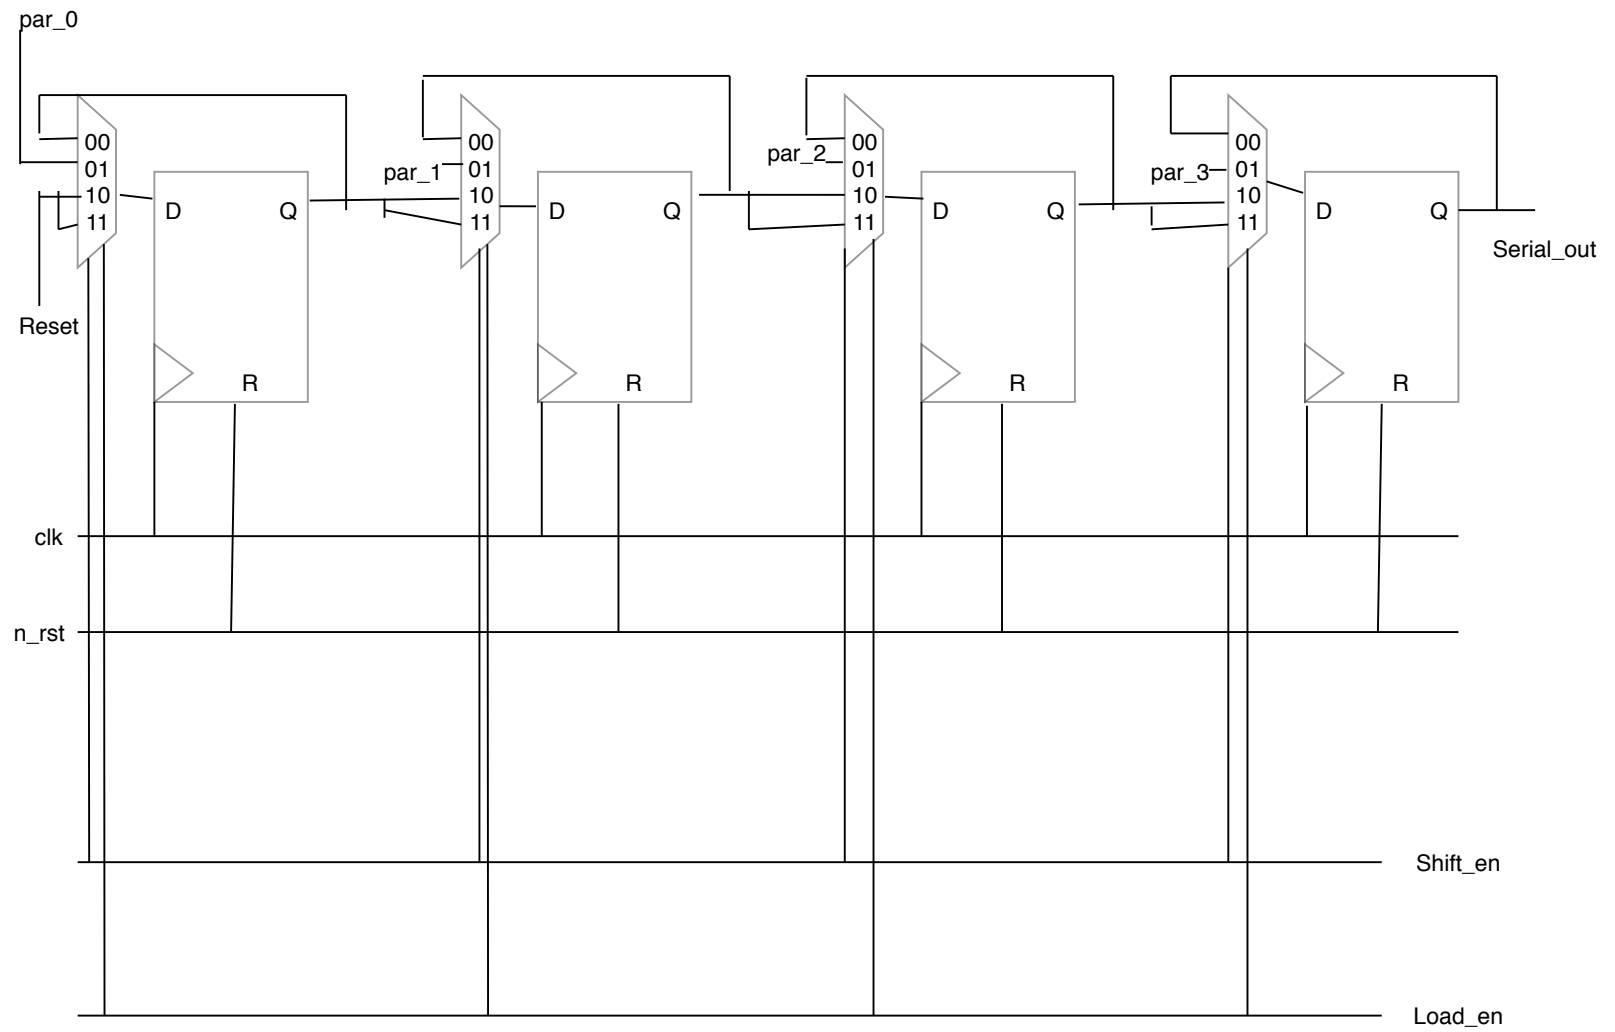 par_0
00
01
10
11
D
Q
R
Reset
par_1
00
01
10
11
D
Q
R
par_2
00
01
10
11
D
Q
R
par_3
00
01
10
11
D
Q
R
Serial_out
clk
n_rst
Shift_en
Load_en